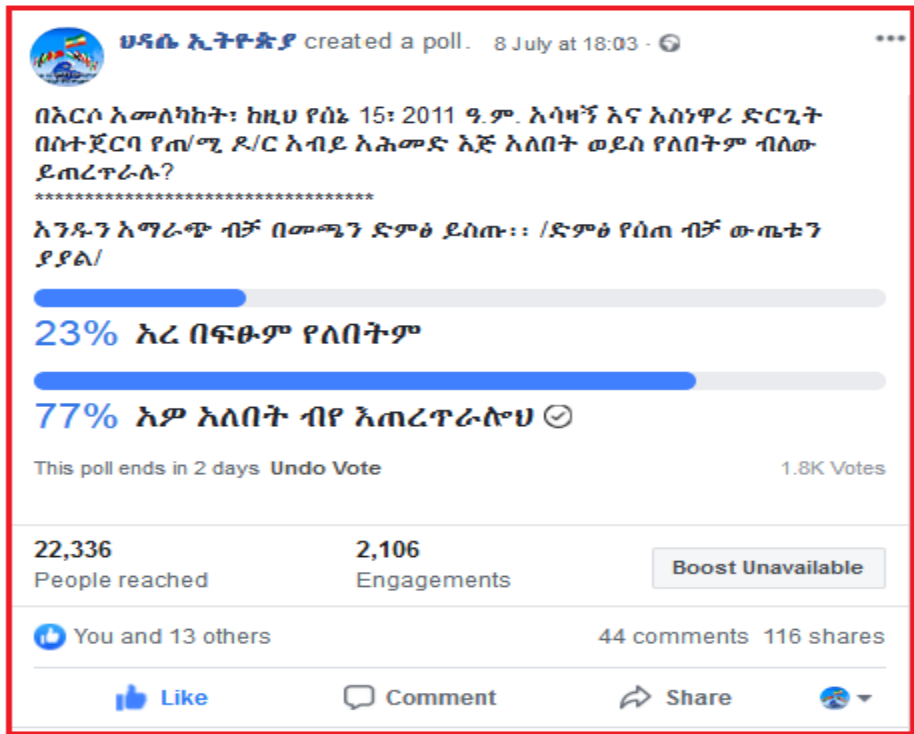 ህዳሴ ኢትዮጵያ created a poll. 8 July at 18:03 ·
በእርሶ አመለካከት፣ ከዚህ የሰኔ 15፣ 2011 ዓ.ም. አሳዛኝ እና አስነዋሪ ድርጊት
በስተጀርባ የጠ/ሚ ዶ/ር አብይ አሕመድ እጅ አለበት ወይስ የለበትም ብለው
ይጠረጥራሉ?
**********************************
አንዱን አማራጭ ብቻ በመጫን ድምፅ ይስጡ፡፡ /ድምፅ የሰጠ ብቻ ውጤቱን
ያያል/
23% አረ በፍፁም የለበትም
77% አዎ አለበት ብየ እጠረጥራሎህ
This poll ends in 2 days Undo Vote 1.8K Votes
22,336 2,106
People reached Engagements Boost Unavailable
You and 13 others 44 comments 116 shares
Like Comment Share